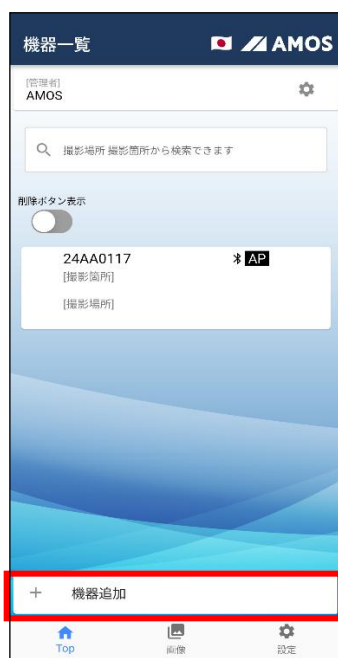 機器一覧 AMOS
[管理者]
AMOS
撮影場所 撮影箇所から検索できます
削除ボタン表示
24AA0117 AP
[撮影箇所]
[撮影場所]
+ 機器追加
Top 画像 設定